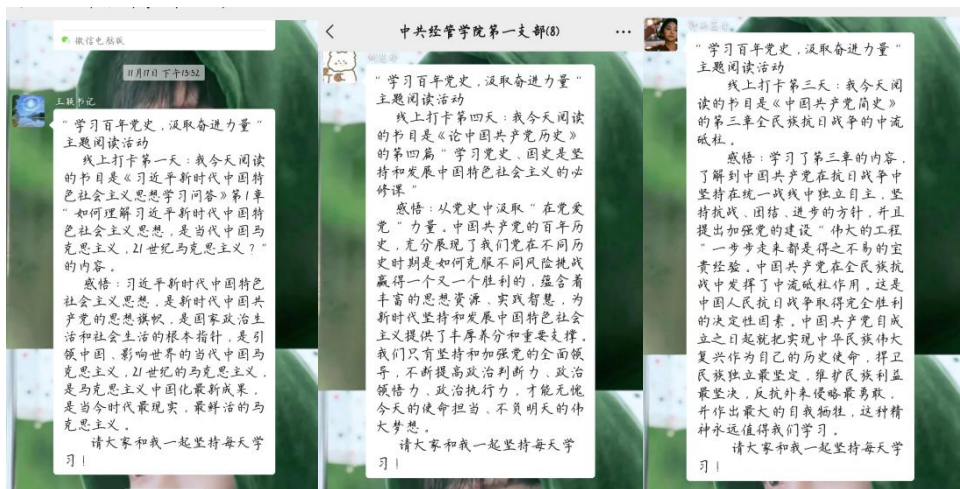 微信电脑版
11月17日 下午13:52
王联书记
“学习百年党史，汲取奋进力量”
主题阅读活动
线上打卡第一天：我今天阅读
的书目是《习近平新时代中国特
色社会主义思想学习问答》第1章
“如何理解习近平新时代中国特
色社会主义思想，是当代中国马
克思主义，21世纪马克思主义？”
的内容。
感悟：习近平新时代中国特色
社会主义思想，是新时代中国共
产党的思想旗帜，是国家政治生
活和社会生活的根本指针，是引
领中国、影响世界的当代中国马
克思主义，21世纪的马克思主义，
是马克思主义中国化最新成果，
是当今时代最现实、最鲜活的马
克思主义。
请大家和我一起坚持每天学
习！
中共经管学院第一支部(8)
“学习百年党史，汲取奋进力量”
主题阅读活动
线上打卡第四天：我今天阅读
的书目是《论中国共产党历史》
的第四篇“学习党史、国史是坚
持和发展中国特色社会主义的必
修课”
感悟：从党史中汲取“在党爱
党”力量。中国共产党的百年历
史，充分展现了我们党在不同历
史时期是如何克服不同风险挑战
赢得一个又一个胜利的，蕴含着
丰富的思想资源、实践智慧，为
新时代坚持和发展中国特色社会
主义提供了丰厚养分和重要支撑。
我们只有坚持和加强党的全面领
导，不断提高政治判断力、政治
领悟力、政治执行力，才能无愧
今天的使命担当、不负明天的伟
大梦想。
请大家和我一起坚持每天学
习！
“学习百年党史，汲取奋进力量”
主题阅读活动
线上打卡第三天：我今天阅
读的书目是《中国共产党简史》
的第三章全民族抗日战争的中流
砥柱。
感悟：学习了第三章的内容，
了解到中国共产党在抗日战争中
坚持在统一战线中独立自主，坚
持抗战、团结、进步的方针，并且
提出加强党的建设“伟大的工程
”一步步走来都是得之不易的宝
贵经验。中国共产党在全民族抗
战中发挥了中流砥柱作用，这是
中国人民抗日战争取得完全胜利
的决定性因素。中国共产党自成
立之日起就把实现中华民族伟大
复兴作为自己的历史使命，捍卫
民族独立最坚定，维护民族利益
最坚决，反抗外来侵略最勇敢，
并作出最大的自我牺牲，这种精
神永远值得我们学习。
请大家和我一起坚持每天学
习！